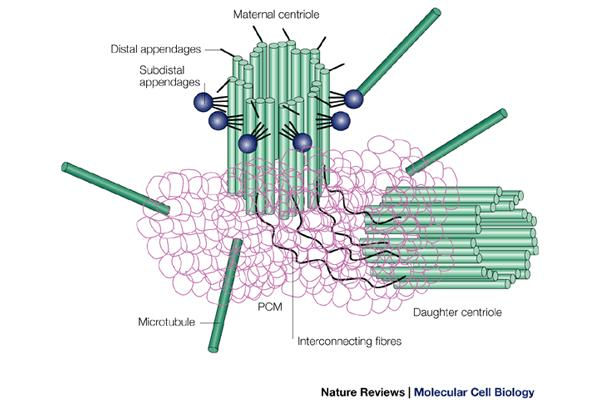 Maternal centriole
Distal appendages
Subdistal
appendages
PCM
Daughter centriole
Microtubule
Interconnecting fibres
Nature Reviews | Molecular Cell Biology